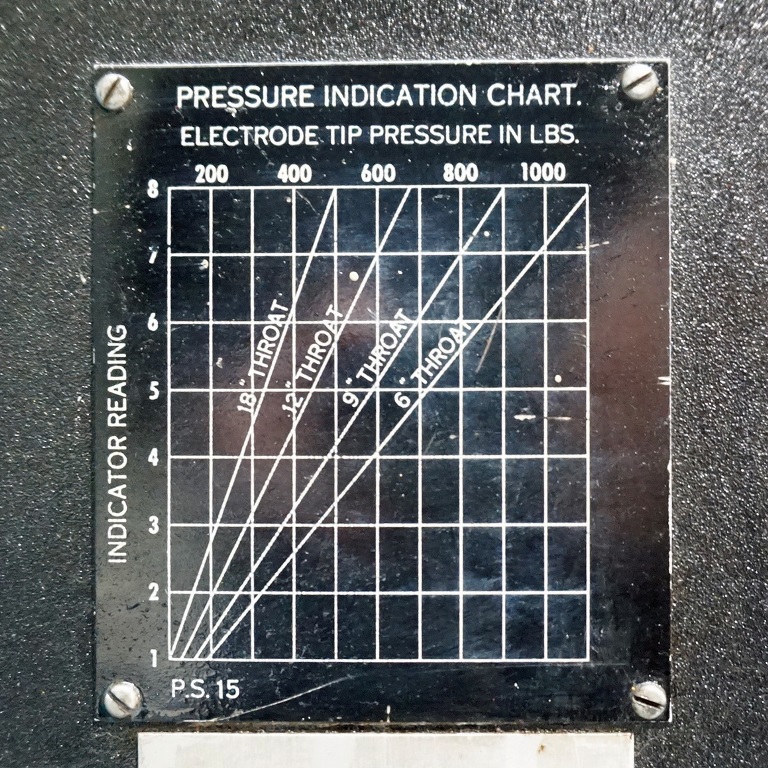 PRESSURE INDICATION CHART.
ELECTRODE TIP PRESSURE IN LBS.
200 400 600 800 1000
8
7
6
5
4
3
2
1
INDICATOR READING
18" THROAT
12" THROAT
9" THROAT
6" THROAT
P.S. 15